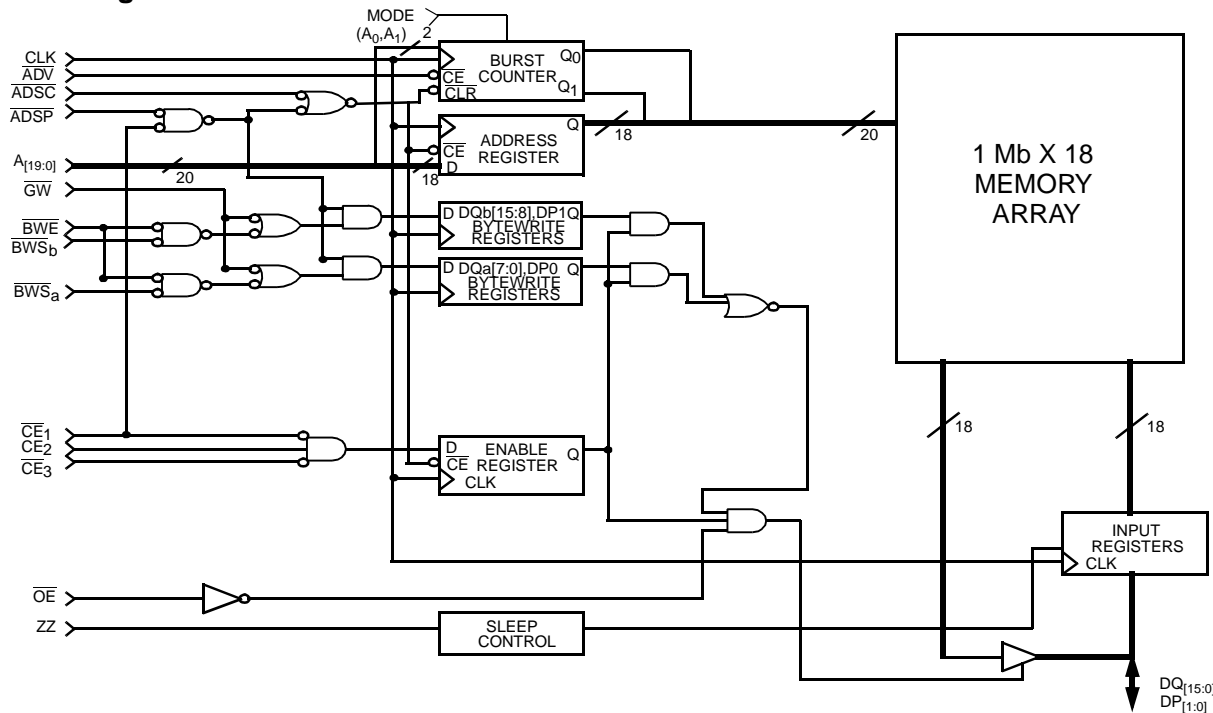 MODE
(A0,A1) 2
CLK
ADV
ADSC
ADSP
A[19:0]
20
GW
BWE
BWSb
BWSa
CE1
CE2
CE3
OE
ZZ
BURST
COUNTER
CE
CLR
Q0
Q1
ADDRESS
REGISTER
CE
D
Q
18
18
20
D DQb[15:8],DP1 Q
BYTEWRITE
REGISTERS
D DQa[7:0],DP0 Q
BYTEWRITE
REGISTERS
D ENABLE Q
CE REGISTER
CLK
SLEEP
CONTROL
1 Mb X 18
MEMORY
ARRAY
18
18
INPUT
REGISTERS
CLK
DQ[15:0]
DP[1:0]